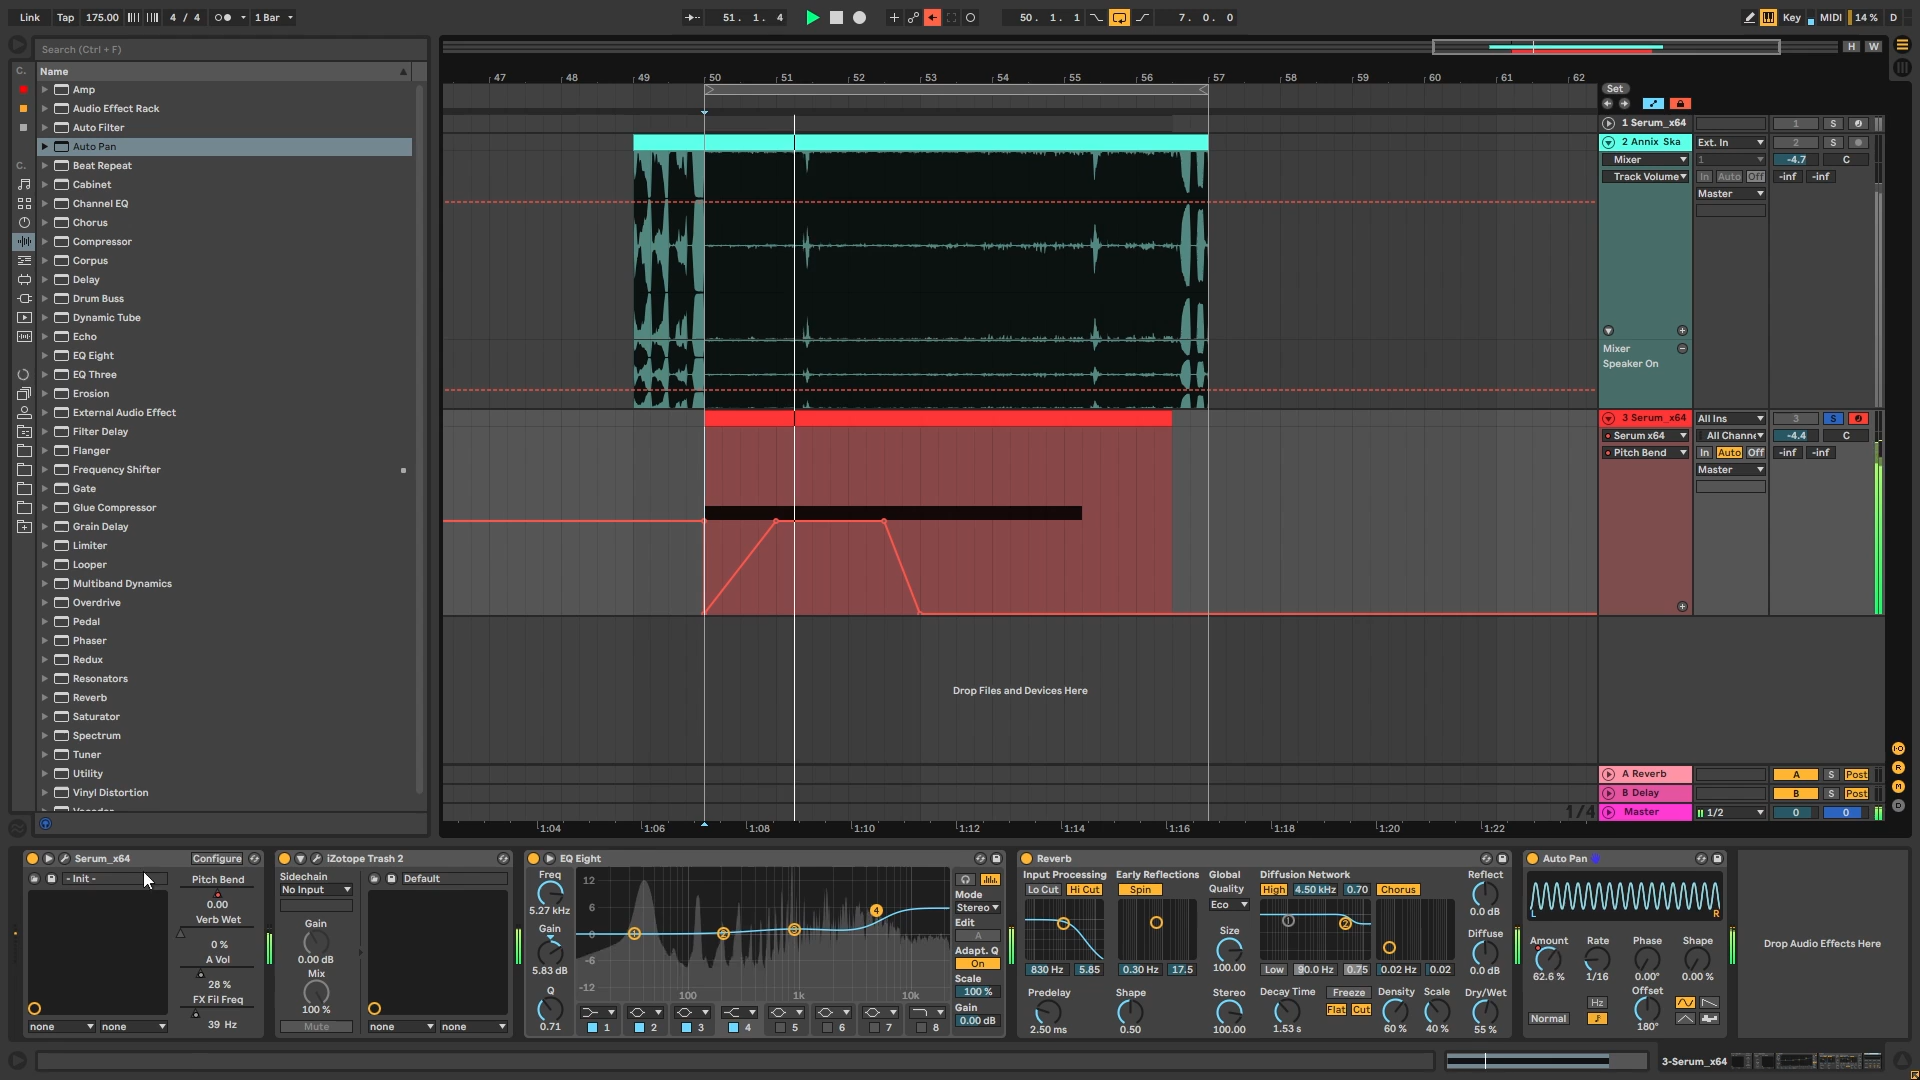 Link Tap 175.00 4 / 4 1 Bar 51. 1. 4 50. 1. 1 7. 0. 0 Key MIDI 14 % D
Search (Ctrl + F)
H W
C. Name
Amp
Audio Effect Rack
Auto Filter
Auto Pan
C. Beat Repeat
Cabinet
Channel EQ
Chorus
Compressor
Corpus
Delay
Drum Buss
Dynamic Tube
Echo
EQ Eight
EQ Three
Erosion
External Audio Effect
Filter Delay
Flanger
Frequency Shifter
Gate
Glue Compressor
Grain Delay
Limiter
Looper
Multiband Dynamics
Overdrive
Pedal
Phaser
Redux
Resonators
Reverb
Saturator
Spectrum
Tuner
Utility
Vinyl Distortion
47 48 49 50 51 52 53 54 55 56 57 58 59 60 61 62
Set
1 Serum_x64 1 S
2 Annix Ska Ext. In 2 S
Mixer 1 -4.7 C
Track Volume In Auto Off -inf -inf
Master
Mixer
Speaker On
3 Serum_x64 All Ins 3 S
Serum x64 All Channe -4.4 C
Pitch Bend In Auto Off -inf -inf
Master
Drop Files and Devices Here
A Reverb A S Post
B Delay B S Post
1/4 Master 1/2 0 0
1:04 1:06 1:08 1:10 1:12 1:14 1:16 1:18 1:20 1:22
I·O
R
M
D
Serum_x64 Configure
- Init -
Pitch Bend
0.00
Verb Wet
0 %
A Vol
28 %
FX Fil Freq
39 Hz
none none
iZotope Trash 2
Sidechain
No Input
Gain
0.00 dB
Mix
100 %
Mute
Default
none none
EQ Eight
Freq
5.27 kHz
Gain
5.83 dB
Q
0.71
12
6
0
-6
-12
100 1k 10k
1 2 3 4
1 2 3 4 5 6 7 8
Mode
Stereo
Edit
A
Adapt. Q
On
Scale
100 %
Gain
0.00 dB
Reverb
Input Processing
Lo Cut Hi Cut
830 Hz 5.85
Predelay
2.50 ms
Early Reflections
Spin
0.30 Hz 17.5
Shape
0.50
Global
Quality
Eco
Size
100.00
Stereo
100.00
Diffusion Network
High 4.50 kHz 0.70 Chorus
1 2
Low 90.0 Hz 0.75 0.02 Hz 0.02
Decay Time
1.53 s
Freeze
Flat Cut
Density
60 %
Scale
40 %
Reflect
0.0 dB
Diffuse
0.0 dB
Dry/Wet
55 %
Auto Pan
L R
Amount
62.6 %
Rate
1/16
Phase
0.00°
Shape
0.00 %
Normal
Hz
Offset
180°
Drop Audio Effects Here
3-Serum_x64